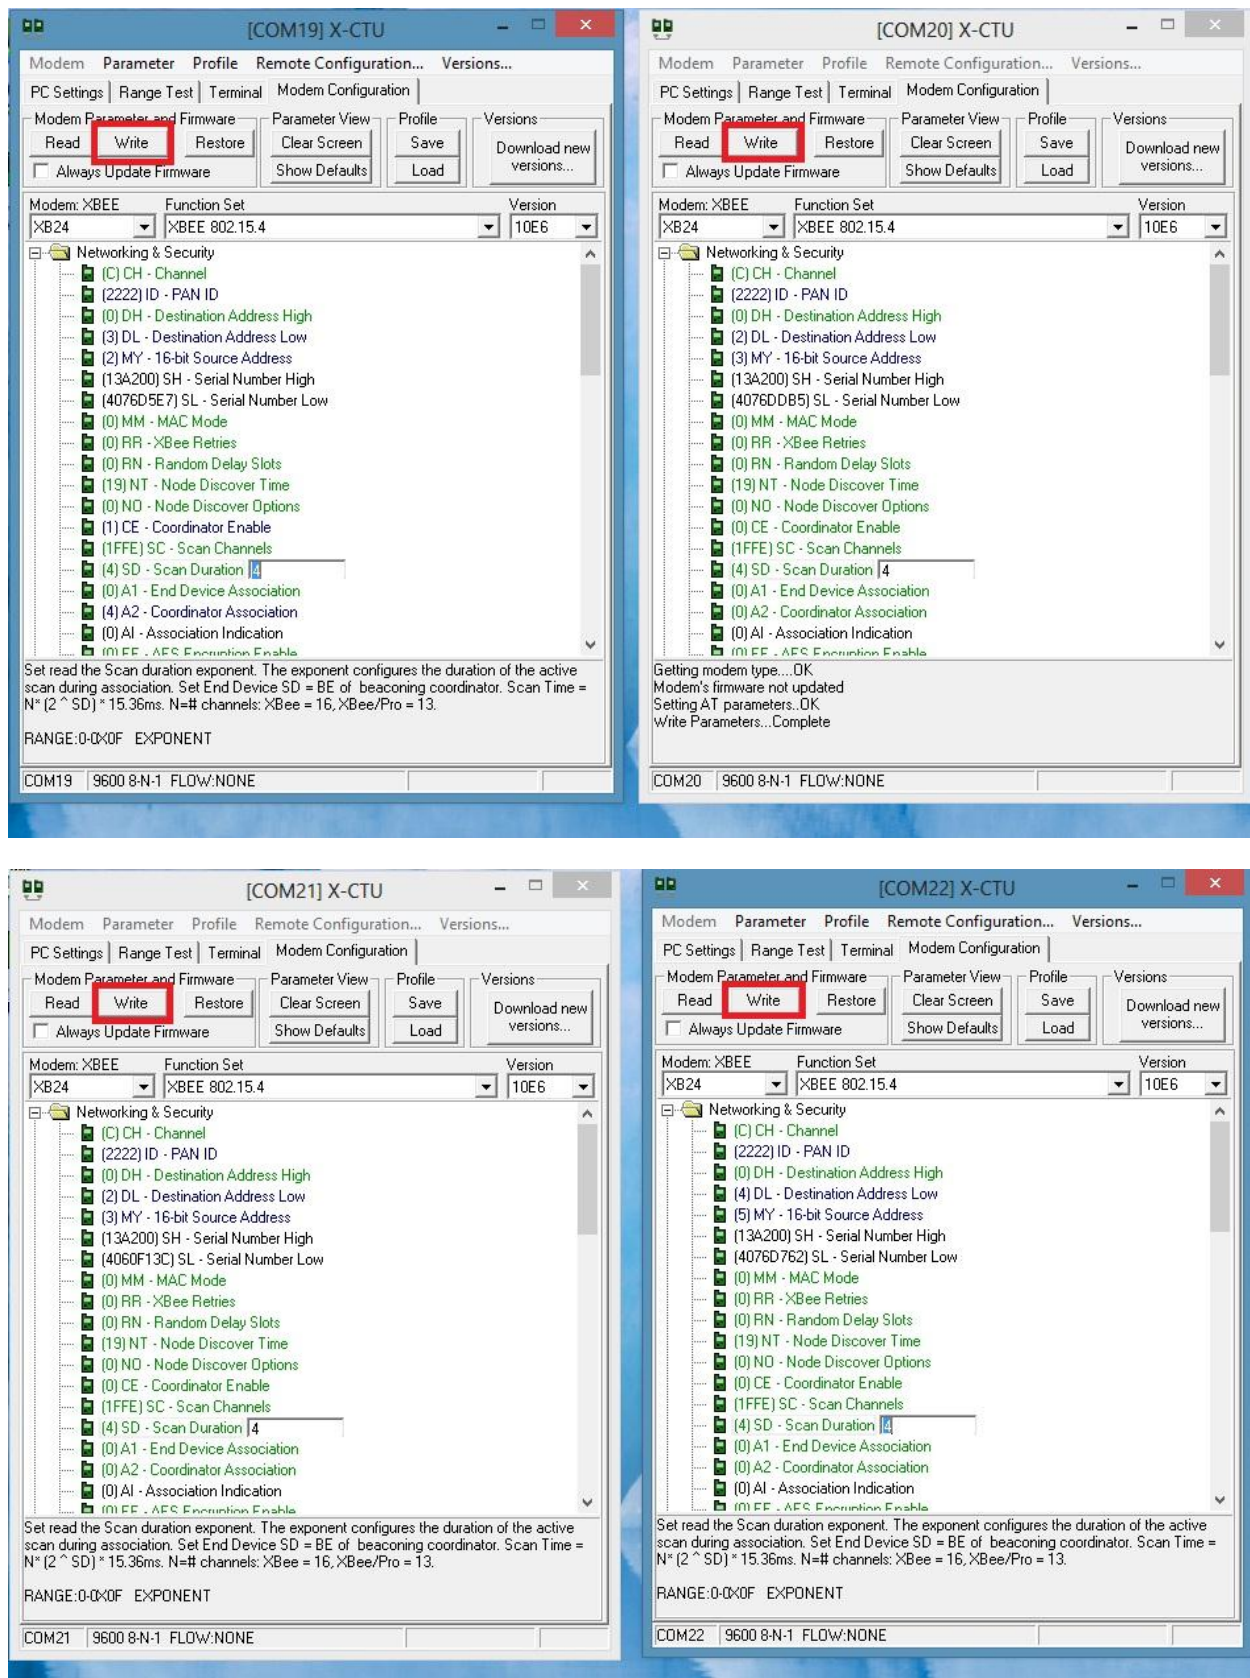 [COM19] X-CTU
Modem Parameter Profile Remote Configuration... Versions...
PC Settings Range Test Terminal Modem Configuration
Modem Parameter and Firmware Parameter View Profile Versions
Read Write Restore Clear Screen Save Download new versions...
Always Update Firmware Show Defaults Load
Modem: XBEE Function Set Version
XB24 XBEE 802.15.4 10E6
Networking & Security
(C) CH - Channel
(2222) ID - PAN ID
(0) DH - Destination Address High
(3) DL - Destination Address Low
(2) MY - 16-bit Source Address
(13A200) SH - Serial Number High
(4076D5E7) SL - Serial Number Low
(0) MM - MAC Mode
(0) RR - XBee Retries
(0) RN - Random Delay Slots
(19) NT - Node Discover Time
(0) NO - Node Discover Options
(1) CE - Coordinator Enable
(1FFE) SC - Scan Channels
(4) SD - Scan Duration 4
(0) A1 - End Device Association
(4) A2 - Coordinator Association
(0) AI - Association Indication
(0) EE - AES Encryption Enable
Set read the Scan duration exponent. The exponent configures the duration of the active
scan during association. Set End Device SD = BE of beaconing coordinator. Scan Time =
N* (2 ^ SD) * 15.36ms. N=# channels: XBee = 16, XBee/Pro = 13.
RANGE:0-0X0F EXPONENT
COM19 9600 8-N-1 FLOW:NONE
[COM20] X-CTU
Modem Parameter Profile Remote Configuration... Versions...
PC Settings Range Test Terminal Modem Configuration
Modem Parameter and Firmware Parameter View Profile Versions
Read Write Restore Clear Screen Save Download new versions...
Always Update Firmware Show Defaults Load
Modem: XBEE Function Set Version
XB24 XBEE 802.15.4 10E6
Networking & Security
(C) CH - Channel
(2222) ID - PAN ID
(0) DH - Destination Address High
(2) DL - Destination Address Low
(3) MY - 16-bit Source Address
(13A200) SH - Serial Number High
(4076DDB5) SL - Serial Number Low
(0) MM - MAC Mode
(0) RR - XBee Retries
(0) RN - Random Delay Slots
(19) NT - Node Discover Time
(0) NO - Node Discover Options
(0) CE - Coordinator Enable
(1FFE) SC - Scan Channels
(4) SD - Scan Duration 4
(0) A1 - End Device Association
(0) A2 - Coordinator Association
(0) AI - Association Indication
(0) EE - AES Encryption Enable
Getting modem type....OK
Modem's firmware not updated
Setting AT parameters..OK
Write Parameters...Complete
COM20 9600 8-N-1 FLOW:NONE
[COM21] X-CTU
Modem Parameter Profile Remote Configuration... Versions...
PC Settings Range Test Terminal Modem Configuration
Modem Parameter and Firmware Parameter View Profile Versions
Read Write Restore Clear Screen Save Download new versions...
Always Update Firmware Show Defaults Load
Modem: XBEE Function Set Version
XB24 XBEE 802.15.4 10E6
Networking & Security
(C) CH - Channel
(2222) ID - PAN ID
(0) DH - Destination Address High
(2) DL - Destination Address Low
(3) MY - 16-bit Source Address
(13A200) SH - Serial Number High
(4060F13C) SL - Serial Number Low
(0) MM - MAC Mode
(0) RR - XBee Retries
(0) RN - Random Delay Slots
(19) NT - Node Discover Time
(0) NO - Node Discover Options
(0) CE - Coordinator Enable
(1FFE) SC - Scan Channels
(4) SD - Scan Duration 4
(0) A1 - End Device Association
(0) A2 - Coordinator Association
(0) AI - Association Indication
(0) EE - AES Encryption Enable
Set read the Scan duration exponent. The exponent configures the duration of the active
scan during association. Set End Device SD = BE of beaconing coordinator. Scan Time =
N* (2 ^ SD) * 15.36ms. N=# channels: XBee = 16, XBee/Pro = 13.
RANGE:0-0X0F EXPONENT
COM21 9600 8-N-1 FLOW:NONE
[COM22] X-CTU
Modem Parameter Profile Remote Configuration... Versions...
PC Settings Range Test Terminal Modem Configuration
Modem Parameter and Firmware Parameter View Profile Versions
Read Write Restore Clear Screen Save Download new versions...
Always Update Firmware Show Defaults Load
Modem: XBEE Function Set Version
XB24 XBEE 802.15.4 10E6
Networking & Security
(C) CH - Channel
(2222) ID - PAN ID
(0) DH - Destination Address High
(4) DL - Destination Address Low
(5) MY - 16-bit Source Address
(13A200) SH - Serial Number High
(4076D762) SL - Serial Number Low
(0) MM - MAC Mode
(0) RR - XBee Retries
(0) RN - Random Delay Slots
(19) NT - Node Discover Time
(0) NO - Node Discover Options
(0) CE - Coordinator Enable
(1FFE) SC - Scan Channels
(4) SD - Scan Duration 4
(0) A1 - End Device Association
(0) A2 - Coordinator Association
(0) AI - Association Indication
(0) EE - AES Encryption Enable
Set read the Scan duration exponent. The exponent configures the duration of the active
scan during association. Set End Device SD = BE of beaconing coordinator. Scan Time =
N* (2 ^ SD) * 15.36ms. N=# channels: XBee = 16, XBee/Pro = 13.
RANGE:0-0X0F EXPONENT
COM22 9600 8-N-1 FLOW:NONE